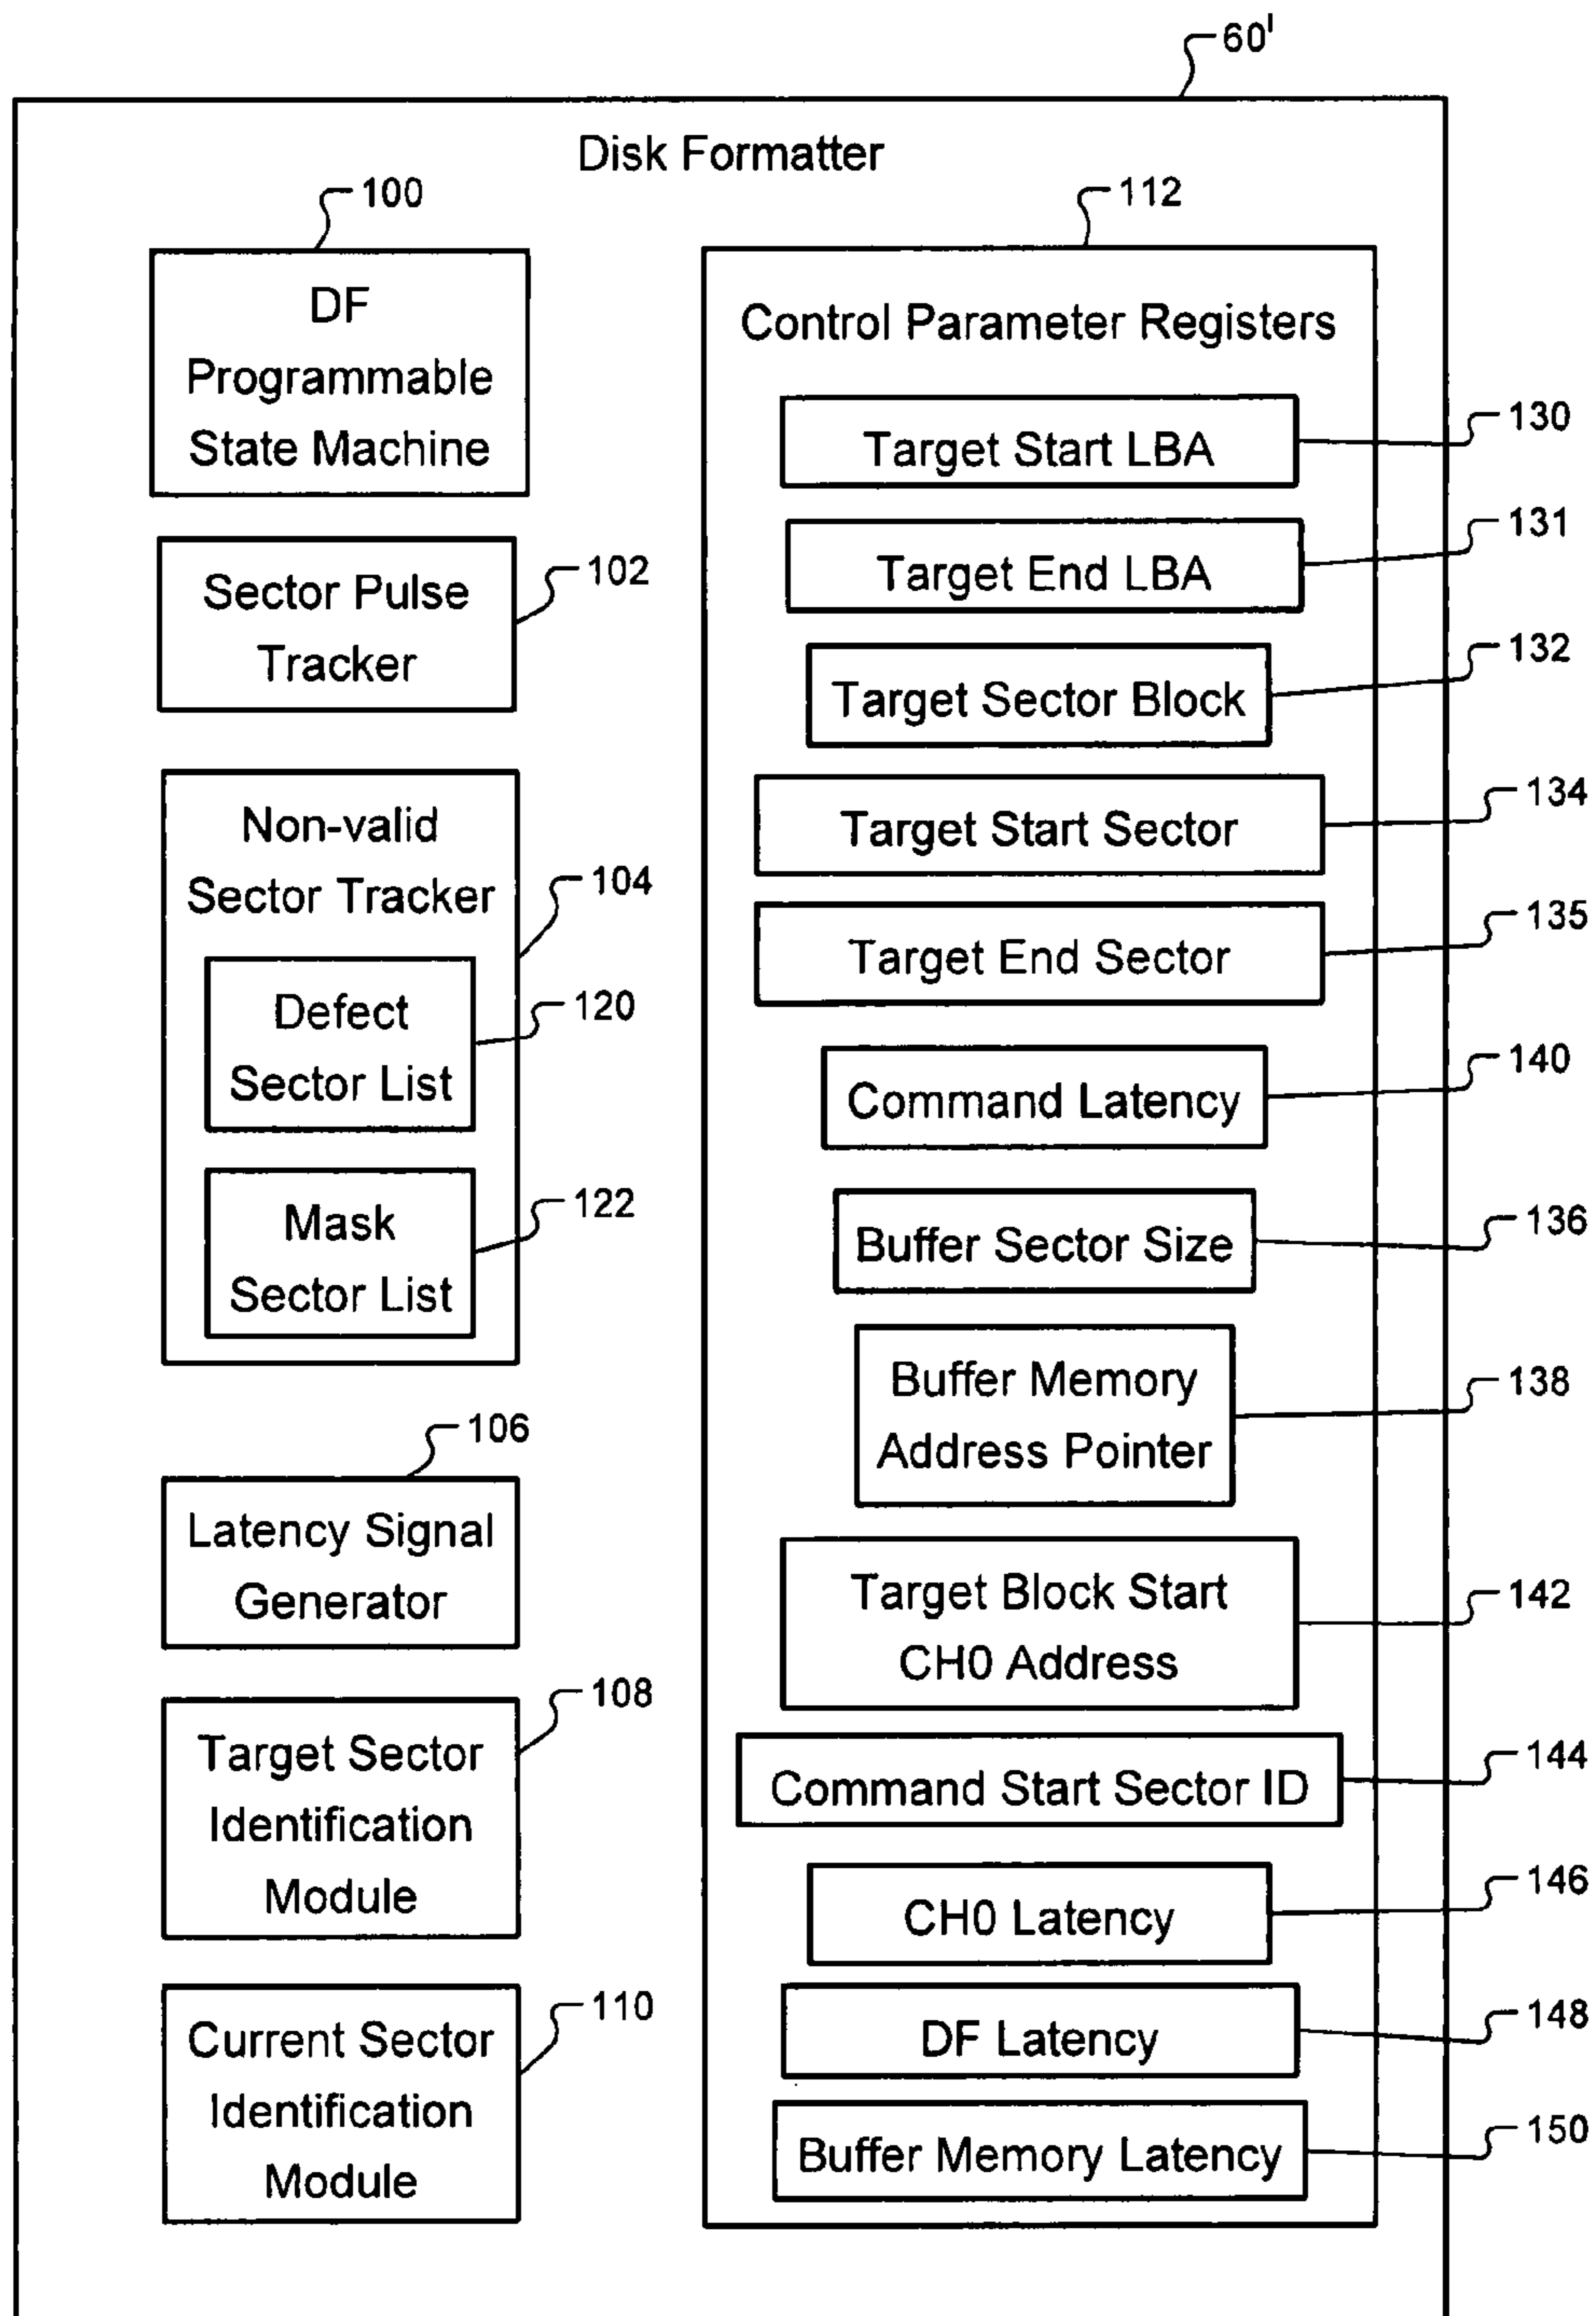 60'
Disk Formatter
100
DF
Programmable
State Machine
Sector Pulse
Tracker
102
Non-valid
Sector Tracker
104
Defect
Sector List
120
Mask
Sector List
122
106
Latency Signal
Generator
Target Sector
Identification
Module
108
Current Sector
Identification
Module
110
112
Control Parameter Registers
Target Start LBA
130
Target End LBA
131
Target Sector Block
132
Target Start Sector
134
Target End Sector
135
Command Latency
140
Buffer Sector Size
136
Buffer Memory
Address Pointer
138
Target Block Start
CH0 Address
142
Command Start Sector ID
144
CH0 Latency
146
DF Latency
148
Buffer Memory Latency
150